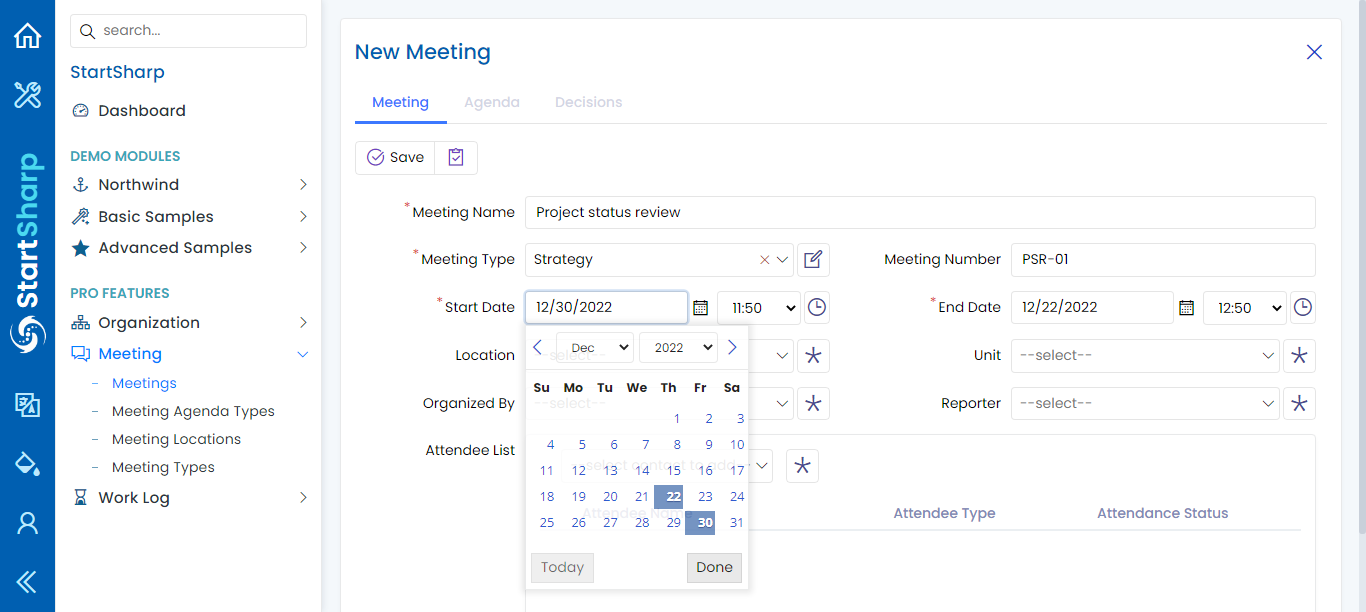 StartSharp
search...
StartSharp
Dashboard
DEMO MODULES
Northwind
Basic Samples
Advanced Samples
PRO FEATURES
Organization
Meeting
Meetings
Meeting Agenda Types
Meeting Locations
Meeting Types
Work Log
New Meeting
Meeting Agenda Decisions
Save
*Meeting Name Project status review
*Meeting Type Strategy Meeting Number PSR-01
*Start Date 12/30/2022 11:50 *End Date 12/22/2022 12:50
Location --select-- Unit --select--
Organized By --select-- Reporter --select--
Attendee List select contact to add
Attendee Name Attendee Type Attendance Status
Dec 2022
Su Mo Tu We Th Fr Sa
1 2 3
4 5 6 7 8 9 10
11 12 13 14 15 16 17
18 19 20 21 22 23 24
25 26 27 28 29 30 31
Today Done